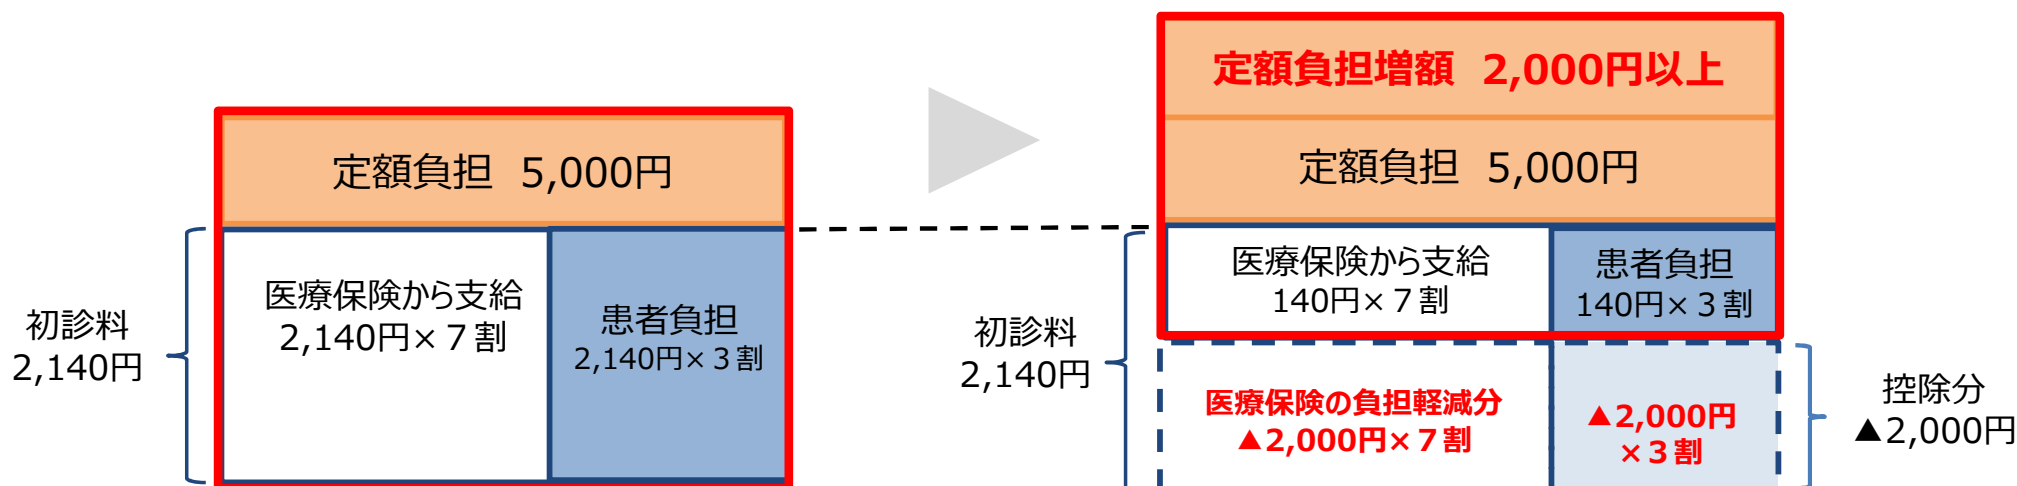 定額負担 5,000円
医療保険から支給
2,140円×７割
患者負担
2,140円×３割
初診料
2,140円
定額負担増額 2,000円以上
定額負担 5,000円
医療保険から支給
140円×７割
患者負担
140円×３割
初診料
2,140円
医療保険の負担軽減分
▲2,000円×７割
▲2,000円
×３割
控除分
▲2,000円